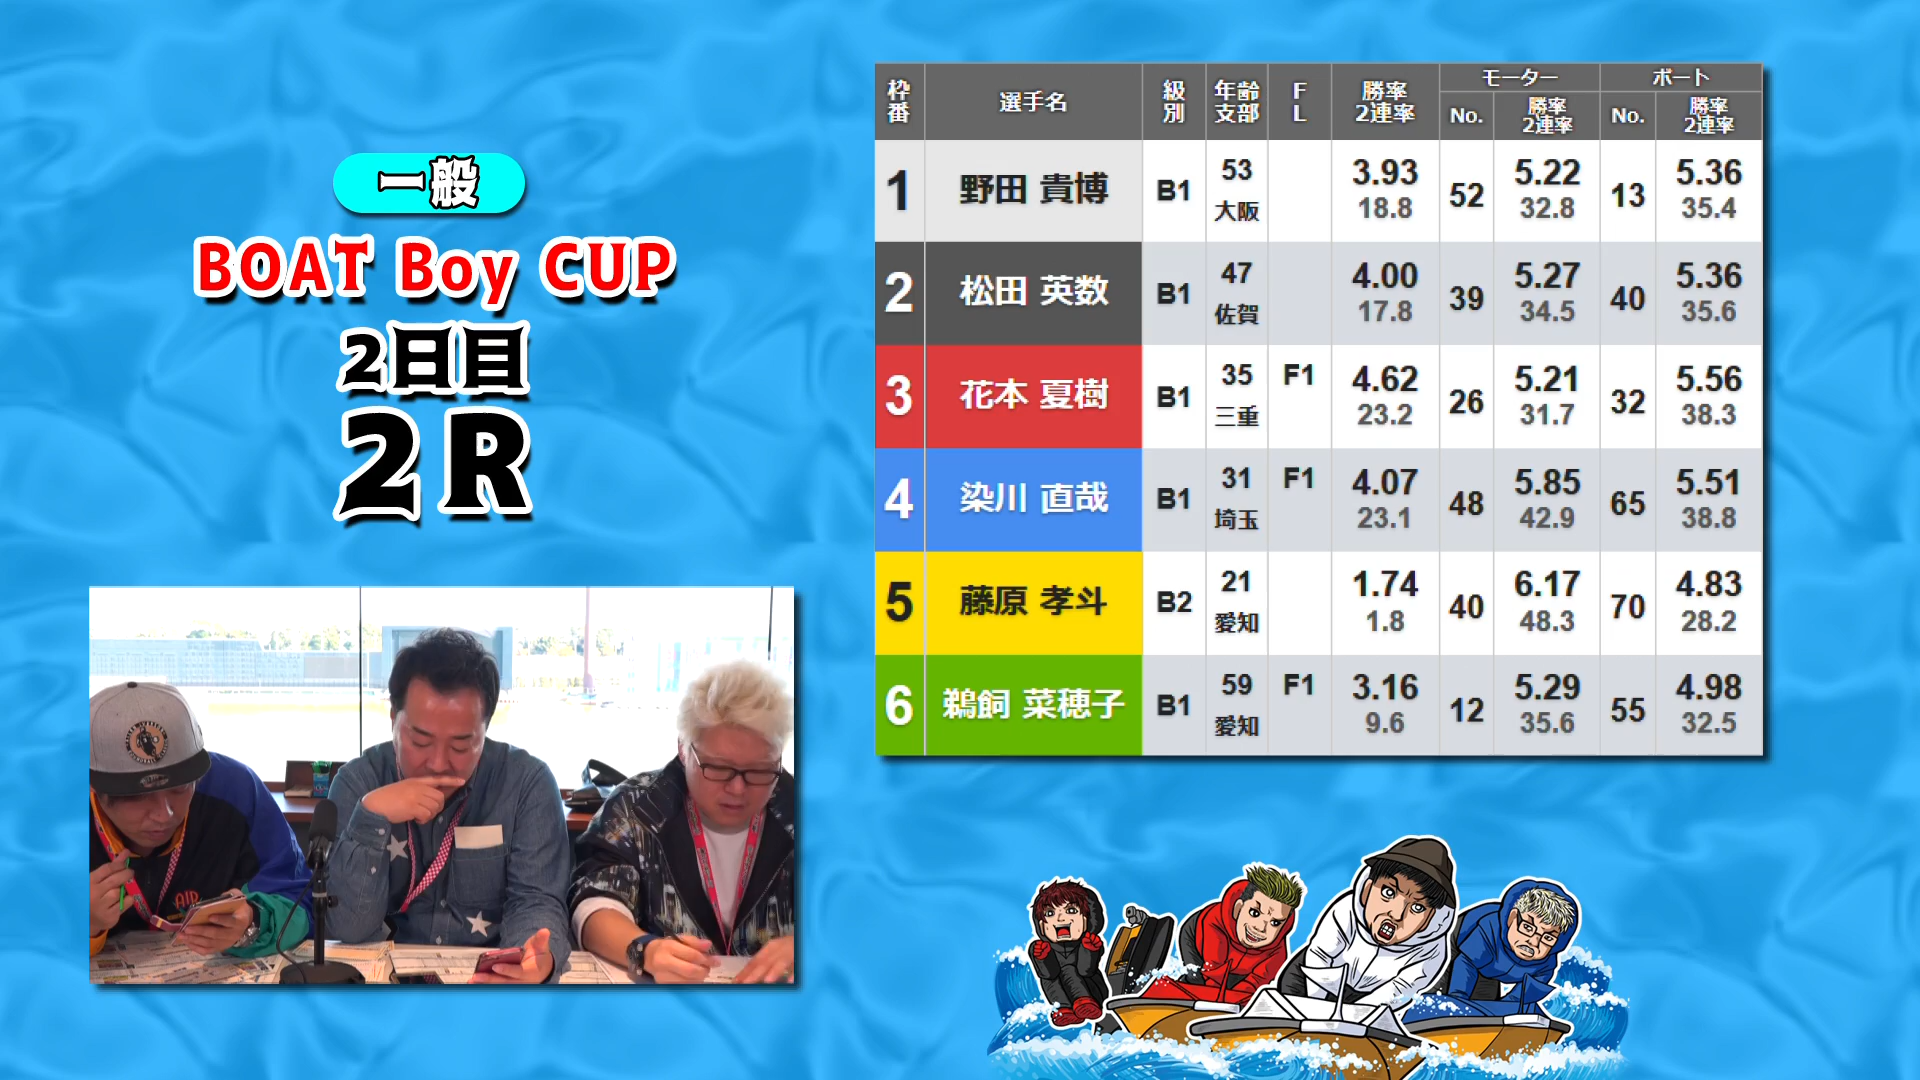 一般
BOAT Boy CUP
2日目
2R
枠番 選手名 級別 年齢支部 FL 勝率2連率 モーター ボート
No. 勝率2連率 No. 勝率2連率
1 野田 貴博 B1 53 大阪 3.93 18.8 52 5.22 32.8 13 5.36 35.4
2 松田 英数 B1 47 佐賀 4.00 17.8 39 5.27 34.5 40 5.36 35.6
3 花本 夏樹 B1 35 三重 F1 4.62 23.2 26 5.21 31.7 32 5.56 38.3
4 染川 直哉 B1 31 埼玉 F1 4.07 23.1 48 5.85 42.9 65 5.51 38.8
5 藤原 孝斗 B2 21 愛知 1.74 1.8 40 6.17 48.3 70 4.83 28.2
6 鵜飼 菜穂子 B1 59 愛知 F1 3.16 9.6 12 5.29 35.6 55 4.98 32.5
AIR